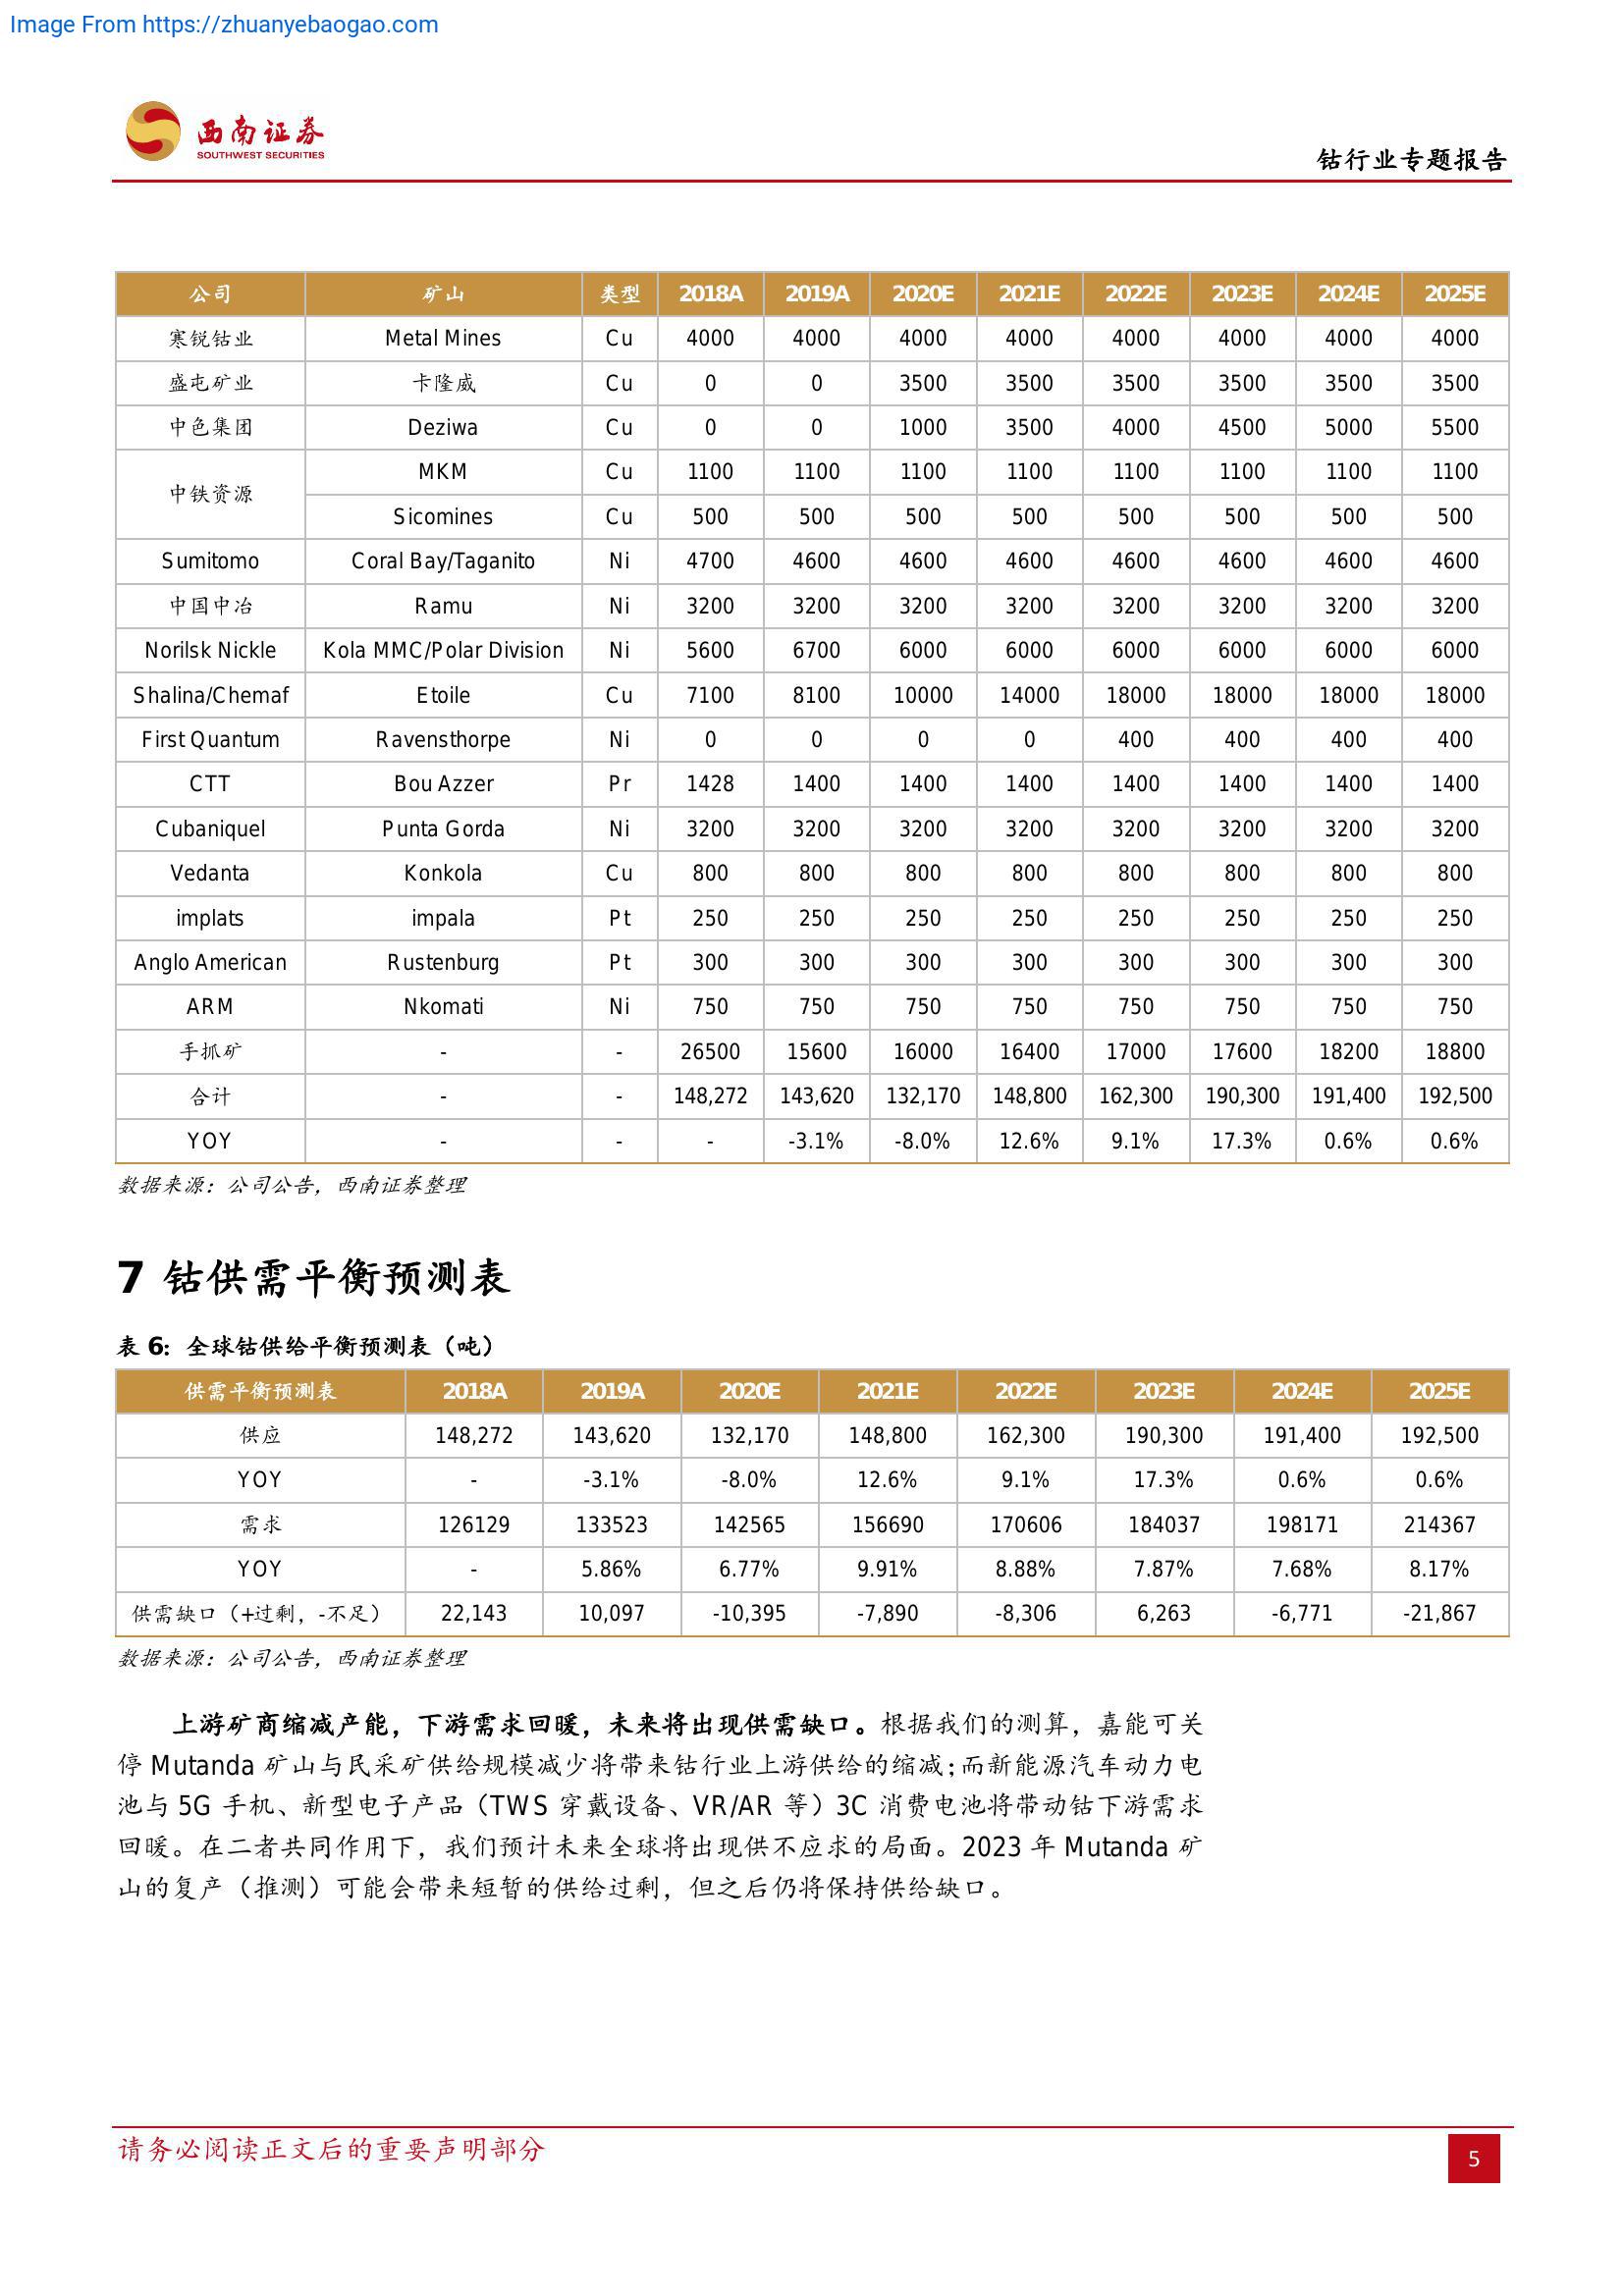 Image From https://zhuanyebaogao.com
西南证券
SOUTHWEST SECURITIES
钴行业专题报告
公司 矿山 类型 2018A 2019A 2020E 2021E 2022E 2023E 2024E 2025E
寒锐钴业 Metal Mines Cu 4000 4000 4000 4000 4000 4000 4000 4000
盛屯矿业 卡隆威 Cu 0 0 3500 3500 3500 3500 3500 3500
中色集团 Deziwa Cu 0 0 1000 3500 4000 4500 5000 5500
中铁资源 MKM Cu 1100 1100 1100 1100 1100 1100 1100 1100
Sicomines Cu 500 500 500 500 500 500 500 500
Sumitomo Coral Bay/Taganito Ni 4700 4600 4600 4600 4600 4600 4600 4600
中国中冶 Ramu Ni 3200 3200 3200 3200 3200 3200 3200 3200
Norilsk Nickle Kola MMC/Polar Division Ni 5600 6700 6000 6000 6000 6000 6000 6000
Shalina/Chemaf Etoile Cu 7100 8100 10000 14000 18000 18000 18000 18000
First Quantum Ravensthorpe Ni 0 0 0 0 400 400 400 400
CTT Bou Azzer Pr 1428 1400 1400 1400 1400 1400 1400 1400
Cubaniquel Punta Gorda Ni 3200 3200 3200 3200 3200 3200 3200 3200
Vedanta Konkola Cu 800 800 800 800 800 800 800 800
implats impala Pt 250 250 250 250 250 250 250 250
Anglo American Rustenburg Pt 300 300 300 300 300 300 300 300
ARM Nkomati Ni 750 750 750 750 750 750 750 750
手抓矿 - - 26500 15600 16000 16400 17000 17600 18200 18800
合计 - - 148,272 143,620 132,170 148,800 162,300 190,300 191,400 192,500
YOY - - - -3.1% -8.0% 12.6% 9.1% 17.3% 0.6% 0.6%
数据来源：公司公告，西南证券整理
7 钴供需平衡预测表
表 6：全球钴供给平衡预测表（吨）
供需平衡预测表 2018A 2019A 2020E 2021E 2022E 2023E 2024E 2025E
供应 148,272 143,620 132,170 148,800 162,300 190,300 191,400 192,500
YOY - -3.1% -8.0% 12.6% 9.1% 17.3% 0.6% 0.6%
需求 126129 133523 142565 156690 170606 184037 198171 214367
YOY - 5.86% 6.77% 9.91% 8.88% 7.87% 7.68% 8.17%
供需缺口（+过剩，-不足） 22,143 10,097 -10,395 -7,890 -8,306 6,263 -6,771 -21,867
数据来源：公司公告，西南证券整理
上游矿商缩减产能，下游需求回暖，未来将出现供需缺口。根据我们的测算，嘉能可关
停 Mutanda 矿山与民采矿供给规模减少将带来钴行业上游供给的缩减；而新能源汽车动力电
池与 5G 手机、新型电子产品（TWS 穿戴设备、VR/AR 等）3C 消费电池将带动钴下游需求
回暖。在二者共同作用下，我们预计未来全球将出现供不应求的局面。2023 年 Mutanda 矿
山的复产（推测）可能会带来短暂的供给过剩，但之后仍将保持供给缺口。
请务必阅读正文后的重要声明部分
5